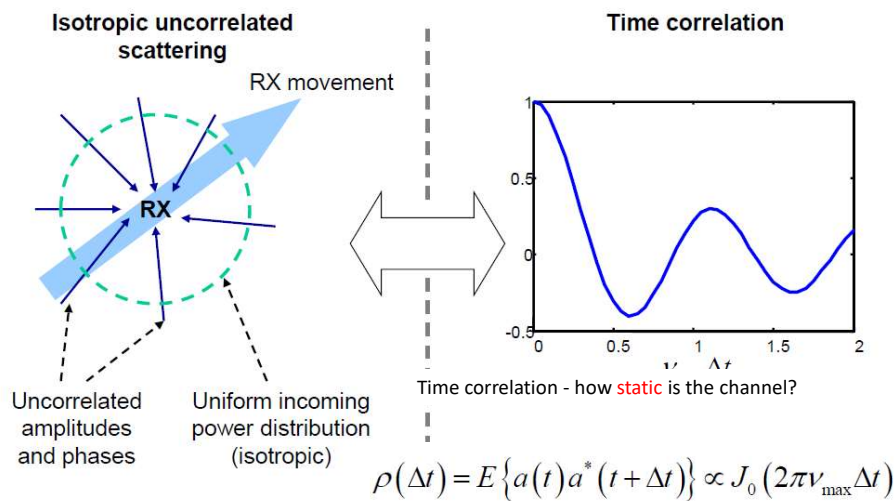 Isotropic uncorrelated
scattering
RX movement
RX
Uncorrelated
amplitudes
and phases
Uniform incoming
power distribution
(isotropic)
Time correlation
1
0.5
0
-0.5
0
0.5
1
1.5
2
Time correlation - how static is the channel?
ρ(Δt) = E{a(t)a*(t + Δt)} ∝ J₀(2πν_max Δt)